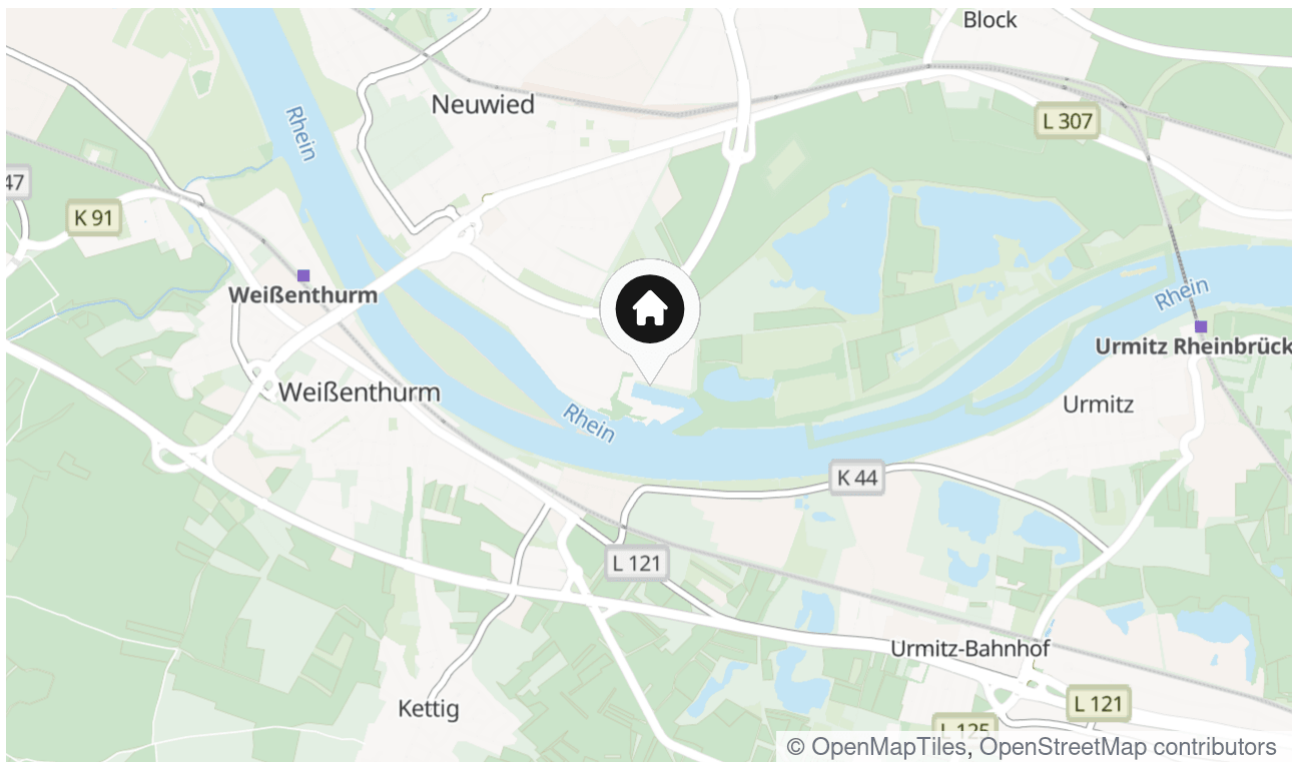 Block
Neuwied
L 307
Rhein
47
K 91
Weißenthurm
Rhein
Urmitz Rheinbrück
Weißenthurm
Urmitz
Rhein
K 44
L 121
Urmitz-Bahnhof
Kettig
L 121
L 125
© OpenMapTiles, OpenStreetMap contributors